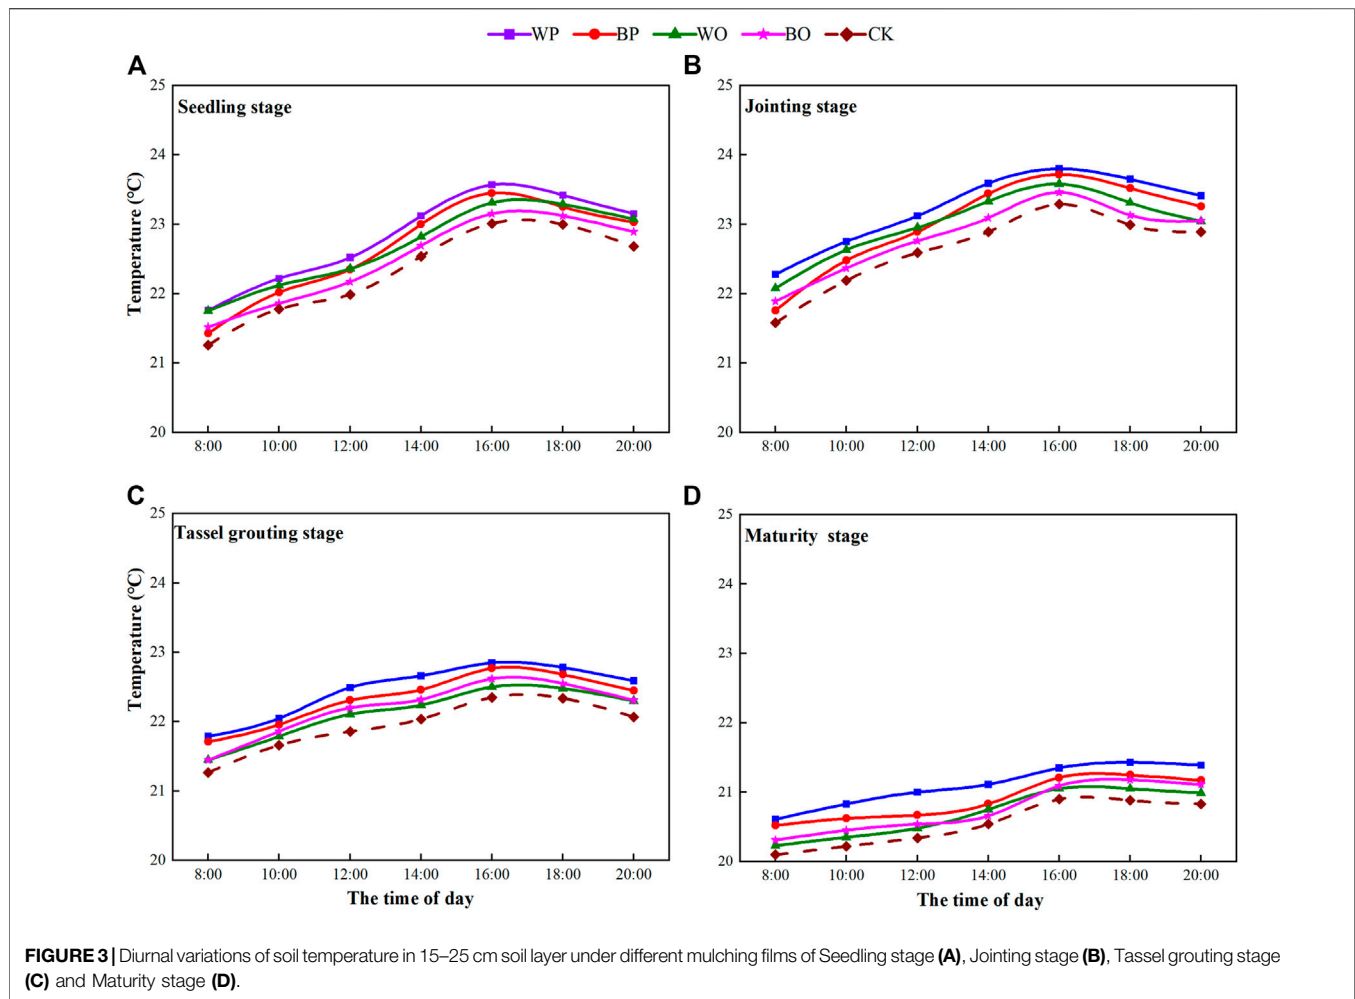 WP BP WO BO CK
A
Seedling stage
Temperature (℃)
25
24
23
22
21
20
8:00 10:00 12:00 14:00 16:00 18:00 20:00
B
Jointing stage
25
24
23
22
21
20
8:00 10:00 12:00 14:00 16:00 18:00 20:00
C
Tassel grouting stage
Temperature (℃)
25
24
23
22
21
20
8:00 10:00 12:00 14:00 16:00 18:00 20:00
The time of day
D
Maturity stage
25
24
23
22
21
20
8:00 10:00 12:00 14:00 16:00 18:00 20:00
The time of day
FIGURE 3 | Diurnal variations of soil temperature in 15–25 cm soil layer under different mulching films of Seedling stage (A), Jointing stage (B), Tassel grouting stage
(C) and Maturity stage (D).